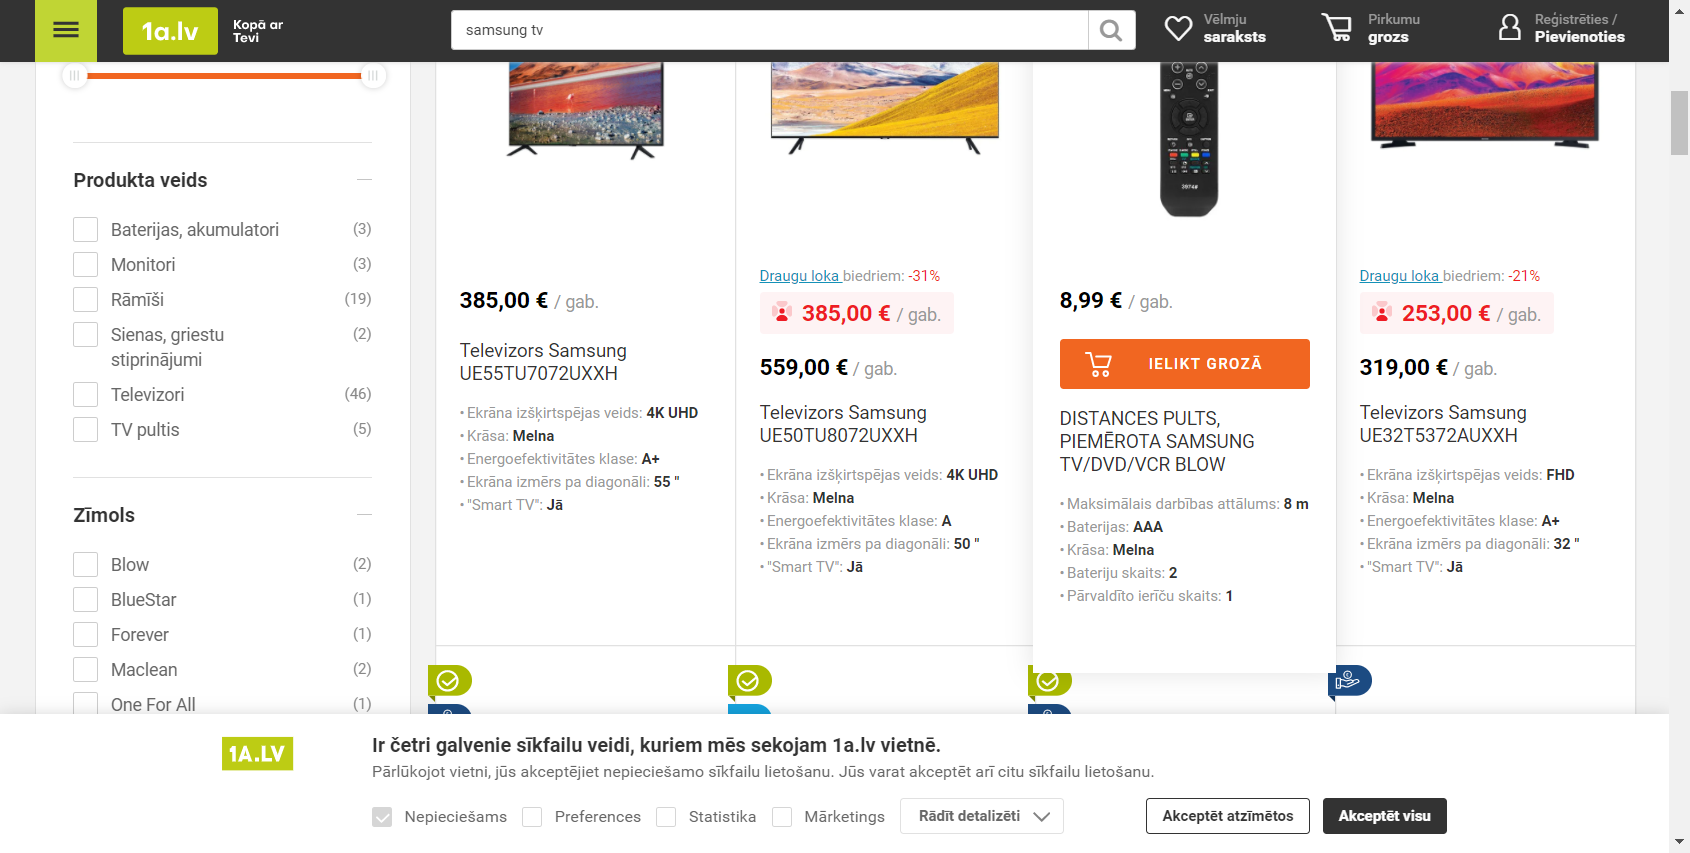 1a.lv
Kopā ar
Tevi
samsung tv
Vēlmju
saraksts
Pirkumu
grozs
Reģistrēties /
Pievienoties
Produkta veids
Baterijas, akumulatori (3)
Monitori (3)
Rāmīši (19)
Sienas, griestu (2)
stiprinājumi
Televizori (46)
TV pultis (5)
Zīmols
Blow (2)
BlueStar (1)
Forever (1)
Maclean (2)
One For All (1)
385,00 € / gab.
Televizors Samsung
UE55TU7072UXXH
• Ekrāna izšķirtspējas veids: 4K UHD
• Krāsa: Melna
• Energoefektivitātes klase: A+
• Ekrāna izmērs pa diagonāli: 55 "
• "Smart TV": Jā
Draugu loka biedriem: -31%
385,00 € / gab.
559,00 € / gab.
Televizors Samsung
UE50TU8072UXXH
• Ekrāna izšķirtspējas veids: 4K UHD
• Krāsa: Melna
• Energoefektivitātes klase: A
• Ekrāna izmērs pa diagonāli: 50 "
• "Smart TV": Jā
3974#
8,99 € / gab.
IELIKT GROZĀ
DISTANCES PULTS,
PIEMĒROTA SAMSUNG
TV/DVD/VCR BLOW
• Maksimālais darbības attālums: 8 m
• Baterijas: AAA
• Krāsa: Melna
• Bateriju skaits: 2
• Pārvaldīto ierīču skaits: 1
Draugu loka biedriem: -21%
253,00 € / gab.
319,00 € / gab.
Televizors Samsung
UE32T5372AUXXH
• Ekrāna izšķirtspējas veids: FHD
• Krāsa: Melna
• Energoefektivitātes klase: A+
• Ekrāna izmērs pa diagonāli: 32 "
• "Smart TV": Jā
1A.LV
Ir četri galvenie sīkfailu veidi, kuriem mēs sekojam 1a.lv vietnē.
Pārlūkojot vietni, jūs akceptējiet nepieciešamo sīkfailu lietošanu. Jūs varat akceptēt arī citu sīkfailu lietošanu.
Nepieciešams Preferences Statistika Mārketings Rādīt detalizēti Akceptēt atzīmētos Akceptēt visu